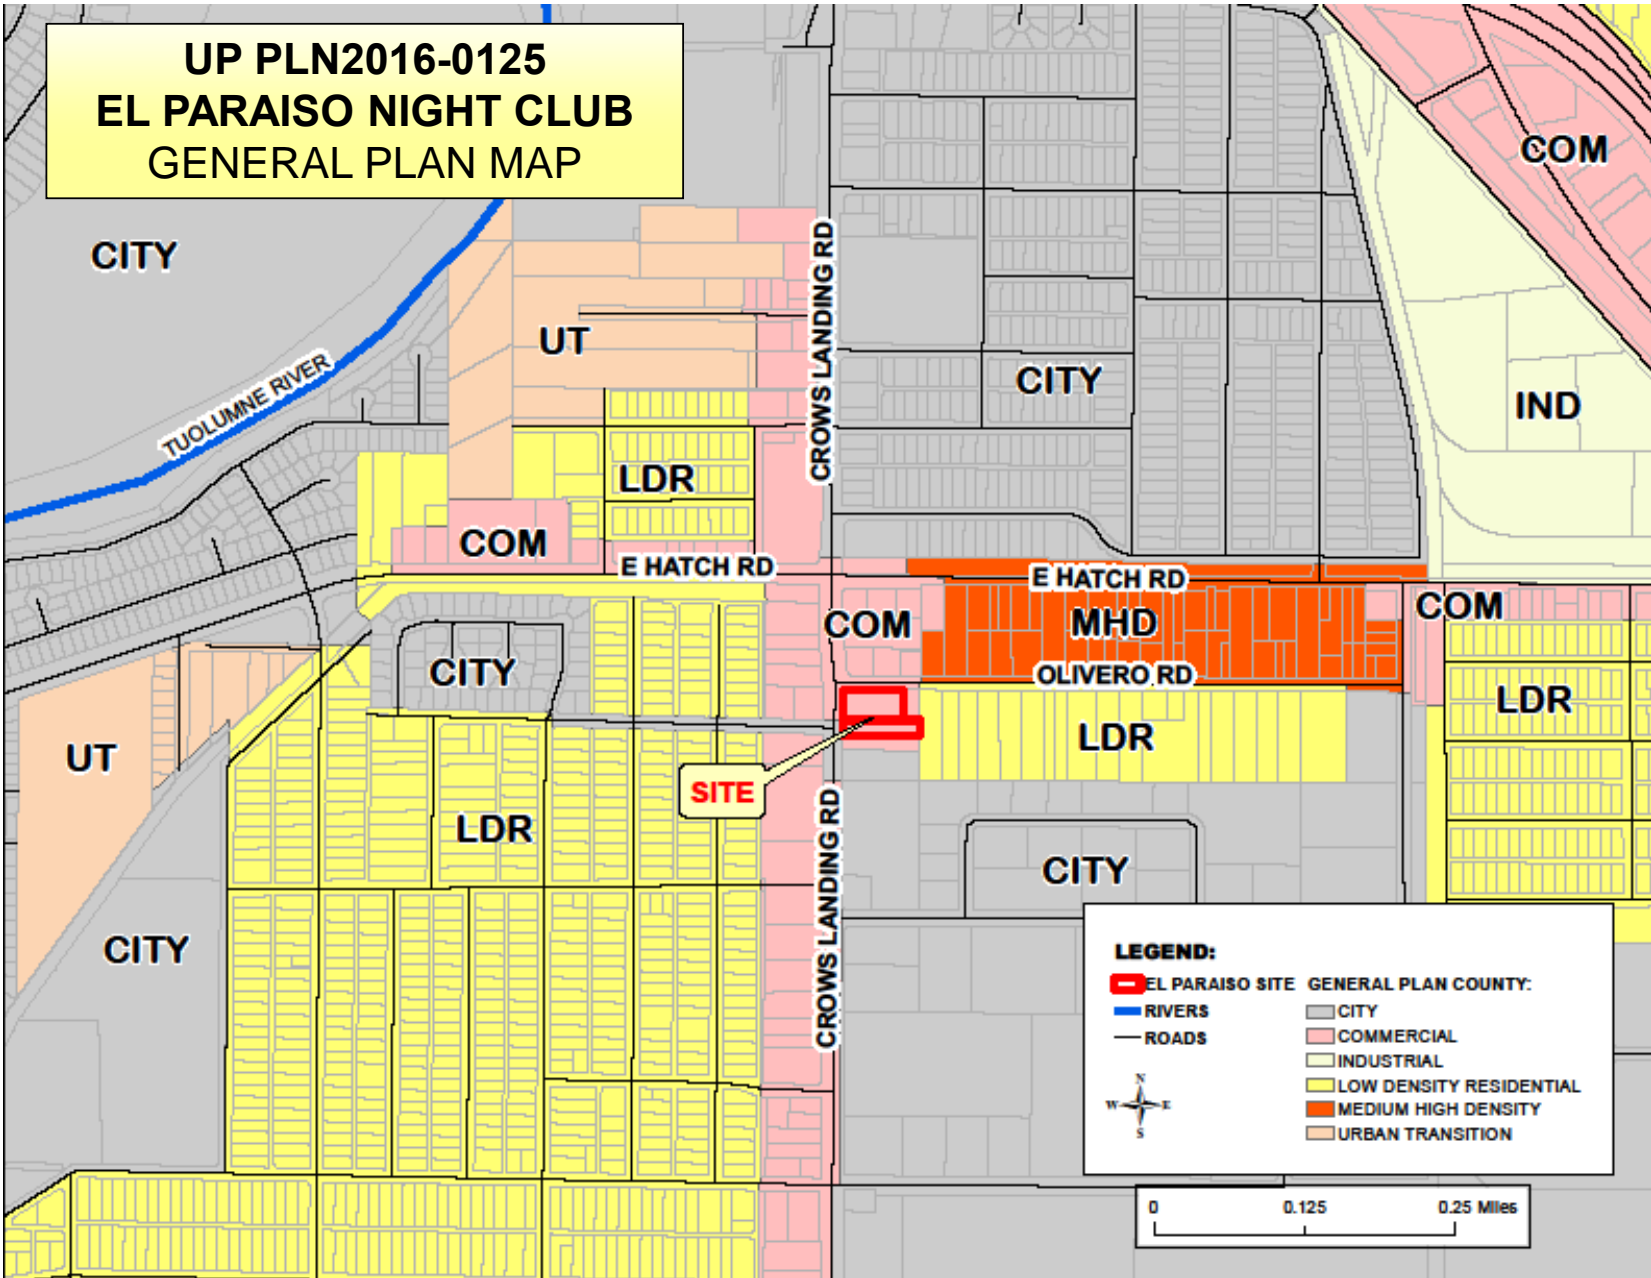 UP PLN2016-0125
EL PARAISO NIGHT CLUB
GENERAL PLAN MAP
CITY
COM
CROWS LANDING RD
UT
TUOLUMNE RIVER
CITY
IND
LDR
COM
E HATCH RD
E HATCH RD
COM
MHD
COM
CITY
OLIVERO RD
LDR
UT
LDR
SITE
LDR
CROWS LANDING RD
CITY
CITY
LEGEND:
EL PARAISO SITE
RIVERS
ROADS
GENERAL PLAN COUNTY:
CITY
COMMERCIAL
INDUSTRIAL
LOW DENSITY RESIDENTIAL
MEDIUM HIGH DENSITY
URBAN TRANSITION
N
W E
S
0 0.125 0.25 Miles